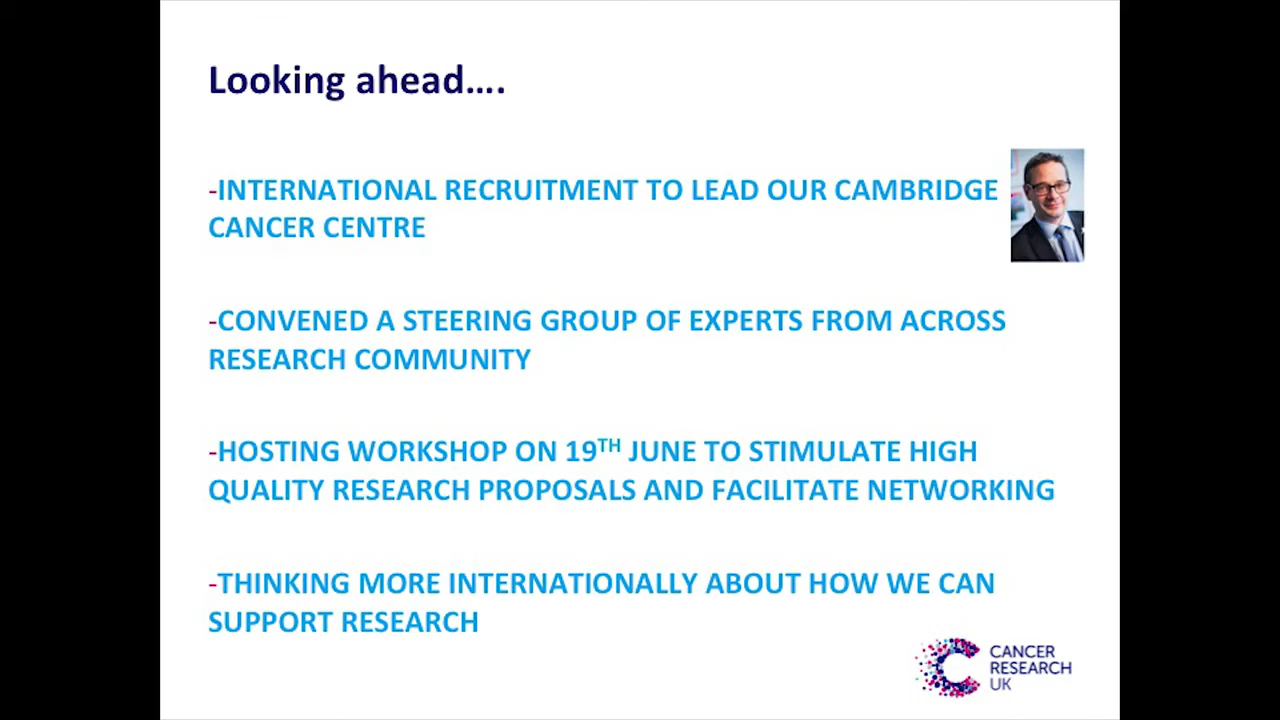 Looking ahead....
-INTERNATIONAL RECRUITMENT TO LEAD OUR CAMBRIDGE
CANCER CENTRE
-CONVENED A STEERING GROUP OF EXPERTS FROM ACROSS
RESEARCH COMMUNITY
-HOSTING WORKSHOP ON 19TH JUNE TO STIMULATE HIGH
QUALITY RESEARCH PROPOSALS AND FACILITATE NETWORKING
-THINKING MORE INTERNATIONALLY ABOUT HOW WE CAN
SUPPORT RESEARCH
CANCER
RESEARCH
UK